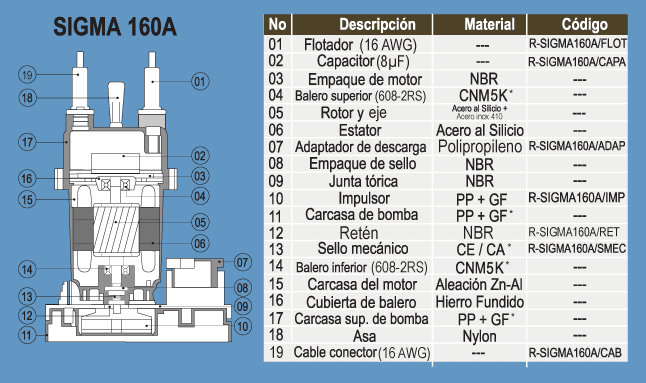 SIGMA 160A
19
18
17
16
15
14
13
12
11
01
02
03
04
05
06
07
08
09
10
No Descripción Material Código
01 Flotador (16 AWG) --- R-SIGMA160A/FLOT
02 Capacitor (8µF) --- R-SIGMA160A/CAPA
03 Empaque de motor NBR ---
04 Balero superior (608-2RS) CNM5K* ---
05 Rotor y eje Acero al Silicio + Acero inox 410 ---
06 Estator Acero al Silicio ---
07 Adaptador de descarga Polipropileno R-SIGMA160A/ADAP
08 Empaque de sello NBR ---
09 Junta tórica NBR ---
10 Impulsor PP + GF R-SIGMA160A/IMP
11 Carcasa de bomba PP + GF* ---
12 Retén NBR R-SIGMA160A/RET
13 Sello mecánico CE / CA* R-SIGMA160A/SMEC
14 Balero inferior (608-2RS) CNM5K* ---
15 Carcasa del motor Aleación Zn-Al ---
16 Cubierta de balero Hierro Fundido ---
17 Carcasa sup. de bomba PP + GF* ---
18 Asa Nylon ---
19 Cable conector (16 AWG) --- R-SIGMA160A/CAB